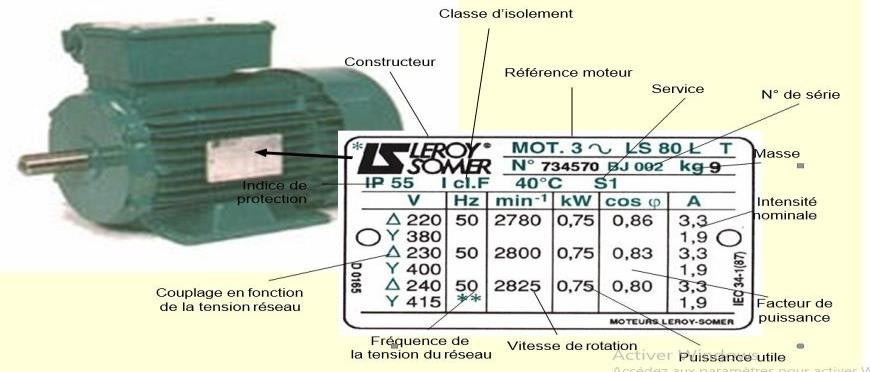 Classe d'isolement
Constructeur
Référence moteur
Service
N° de série
* LS LEROY® SOMER
MOT. 3 ~ LS 80 L T
N° 734570 BJ 002 kg 9
Masse
IP 55 I cl.F 40°C S1
Indice de
protection
V Hz min⁻¹ kW cos φ A
Intensité
nominale
Δ 220 50 2780 0,75 0,86 3,3
Y 380 1,9
Δ 230 50 2800 0,75 0,83 3,3
Y 400 1,9
Δ 240 50 2825 0,75 0,80 3,3
Y 415 ** 1,9
D 0165
IEC 34-1(87)
MOTEURS LEROY-SOMER
Couplage en fonction
de la tension réseau
Facteur de
puissance
Fréquence de
la tension du réseau
Vitesse de rotation
Puissance utile
Activer Windows
Accédez aux paramètres pour activer W